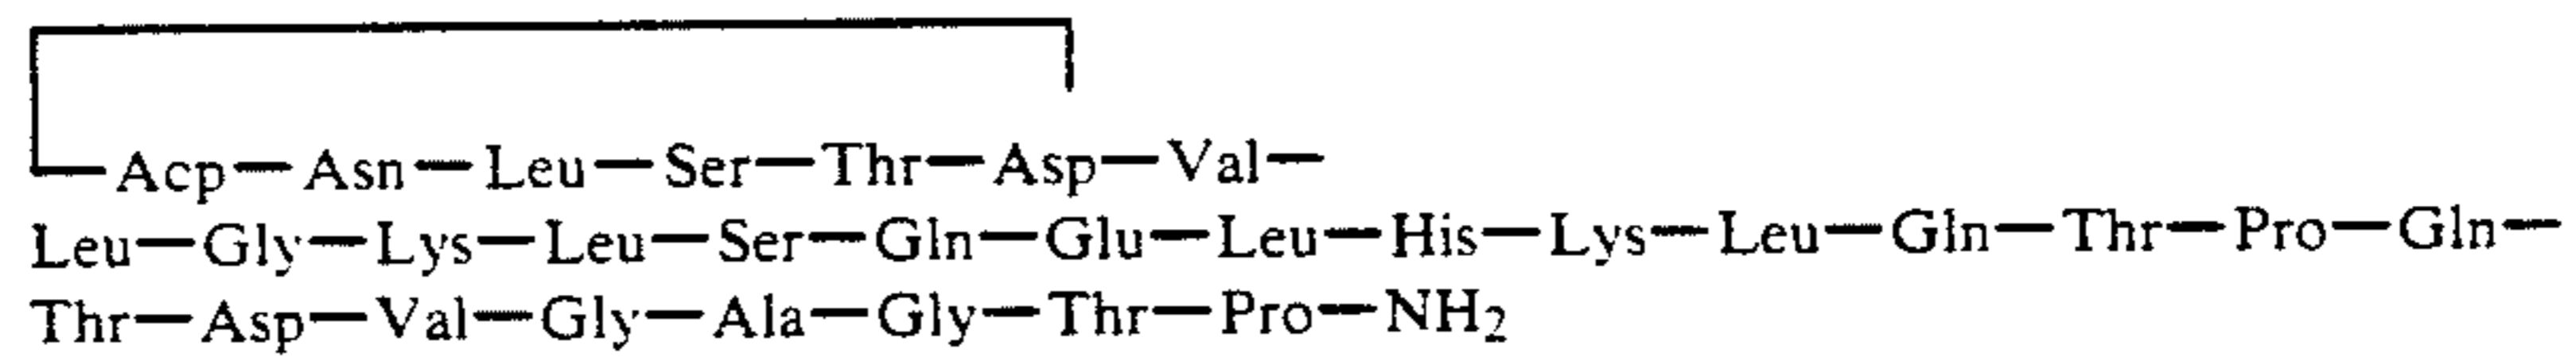 Acp—Asn—Leu—Ser—Thr—Asp—Val—
Leu—Gly—Lys—Leu—Ser—Gln—Glu—Leu—His—Lys—Leu—Gln—Thr—Pro—Gln—
Thr—Asp—Val—Gly—Ala—Gly—Thr—Pro—NH₂